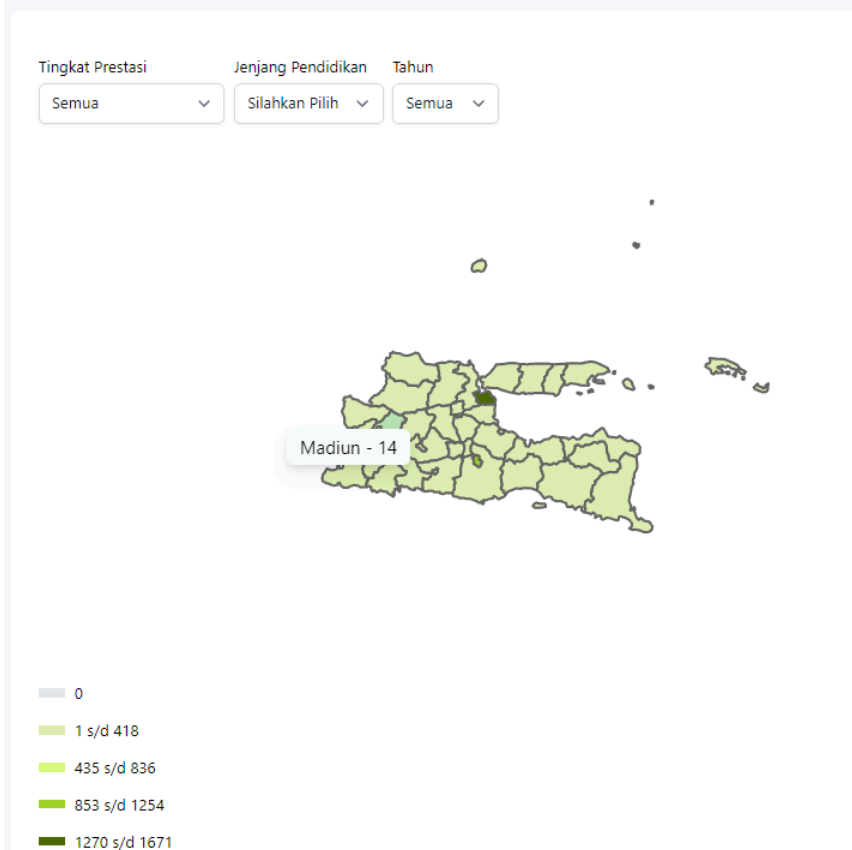 Tingkat Prestasi Jenjang Pendidikan Tahun
Semua Silahkan Pilih Semua
Madiun - 14
0
1 s/d 418
435 s/d 836
853 s/d 1254
1270 s/d 1671